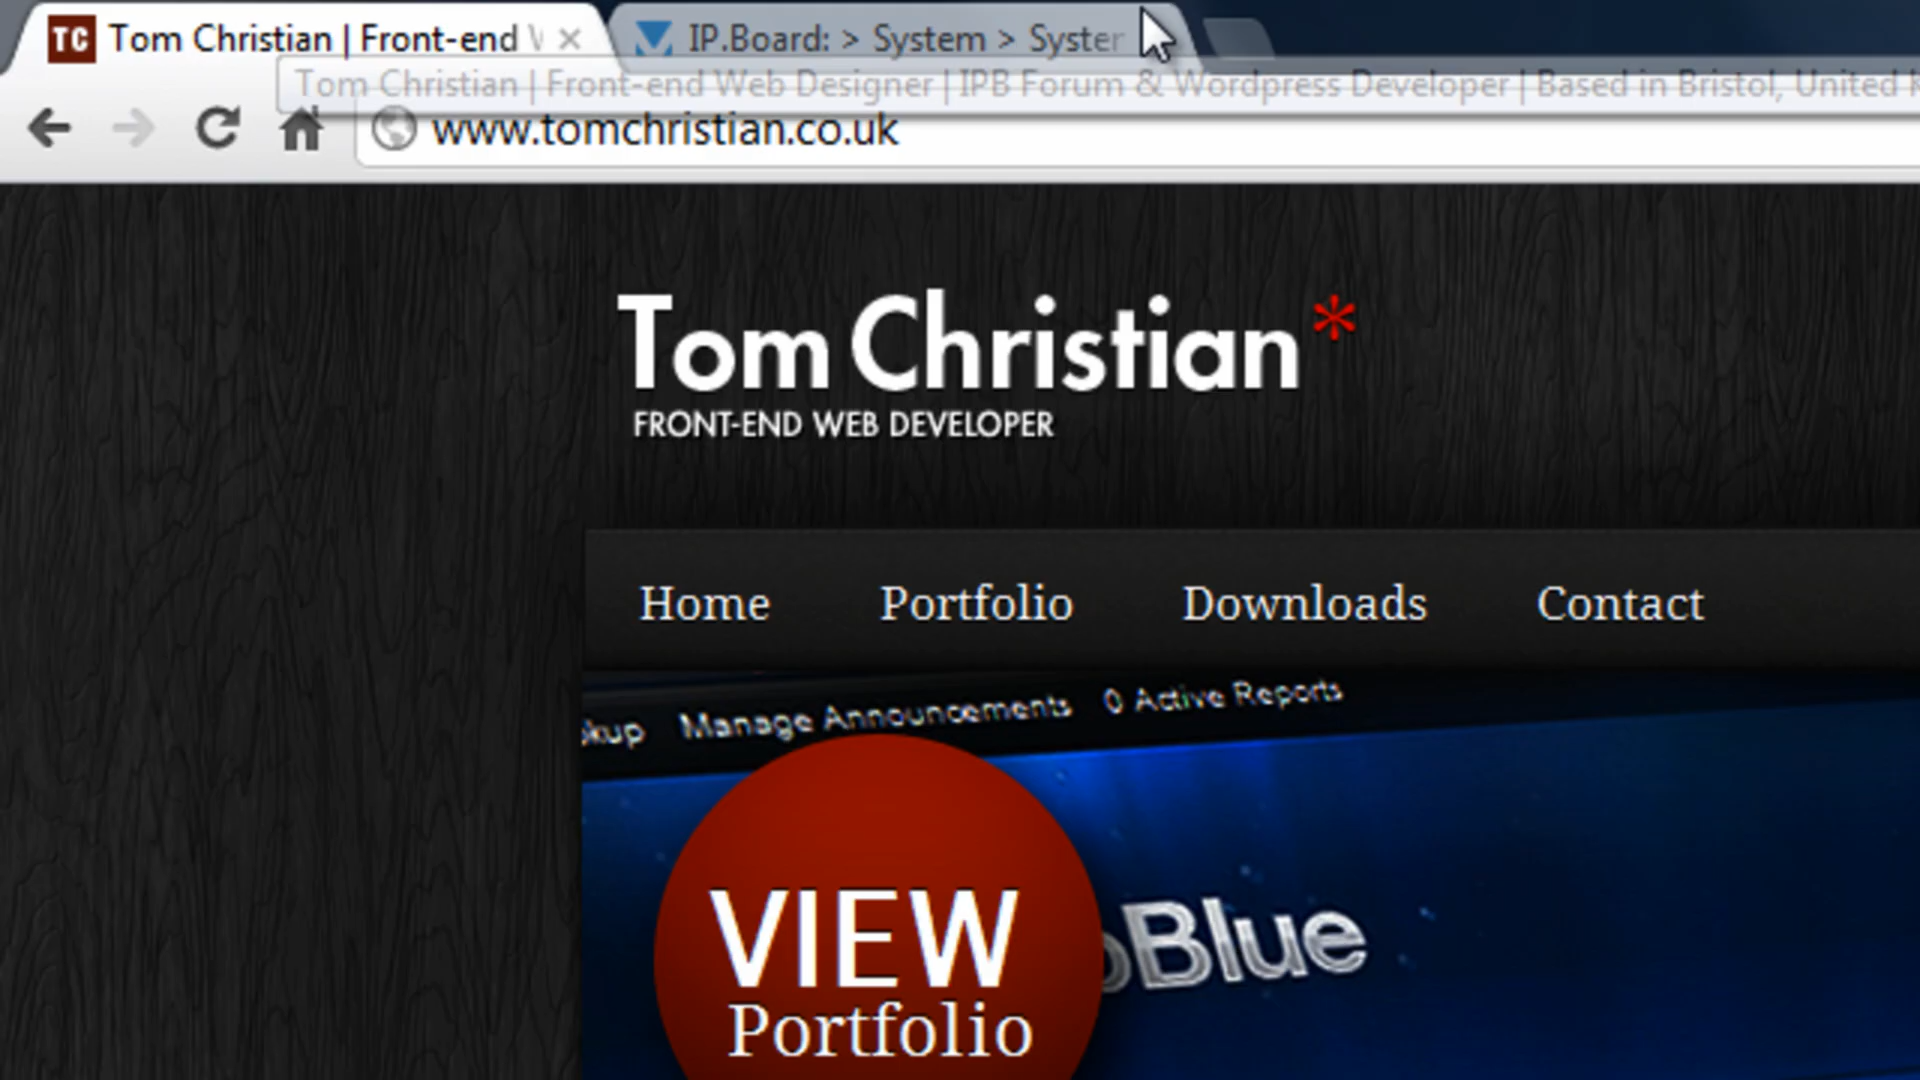 TC Tom Christian | Front-end
IP.Board: > System > System
Tom Christian | Front-end Web Designer | IPB Forum & Wordpress Developer | Based in Bristol, United
www.tomchristian.co.uk
Tom Christian*
FRONT-END WEB DEVELOPER
Home Portfolio Downloads Contact
Manage Announcements 0 Active Reports
VIEW
Portfolio
Blue